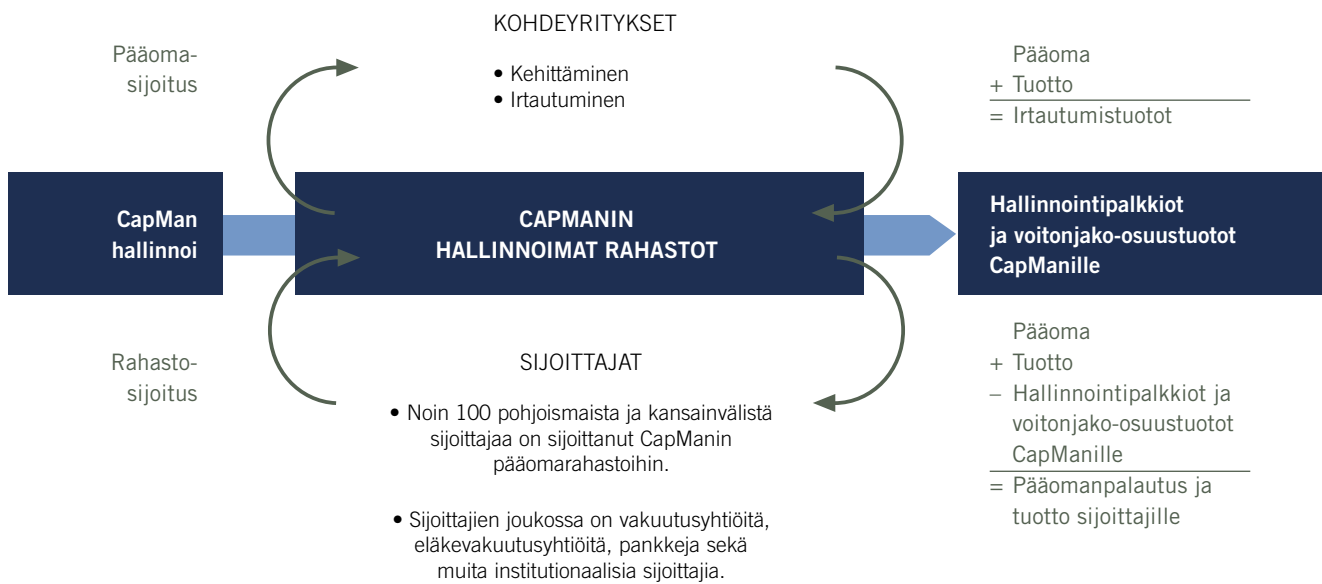 KOHDEYRITYKSET
Pääoma-
sijoitus
• Kehittäminen
• Irtautuminen
Pääoma
+ Tuotto
= Irtautumistuotot
CapMan
hallinnoi
CAPMANIN
HALLINNOIMAT RAHASTOT
Hallinnointipalkkiot
ja voitonjako-osuustuotot
CapManille
Rahasto-
sijoitus
SIJOITTAJAT
• Noin 100 pohjoismaista ja kansainvälistä
sijoittajaa on sijoittanut CapManin
pääomarahastoihin.
• Sijoittajien joukossa on vakuutusyhtiöitä,
eläkevakuutusyhtiöitä, pankkeja sekä
muita institutionaalisia sijoittajia.
Pääoma
+ Tuotto
– Hallinnointipalkkiot ja
voitonjako-osuustuotot
CapManille
= Pääomanpalautus ja
tuotto sijoittajille